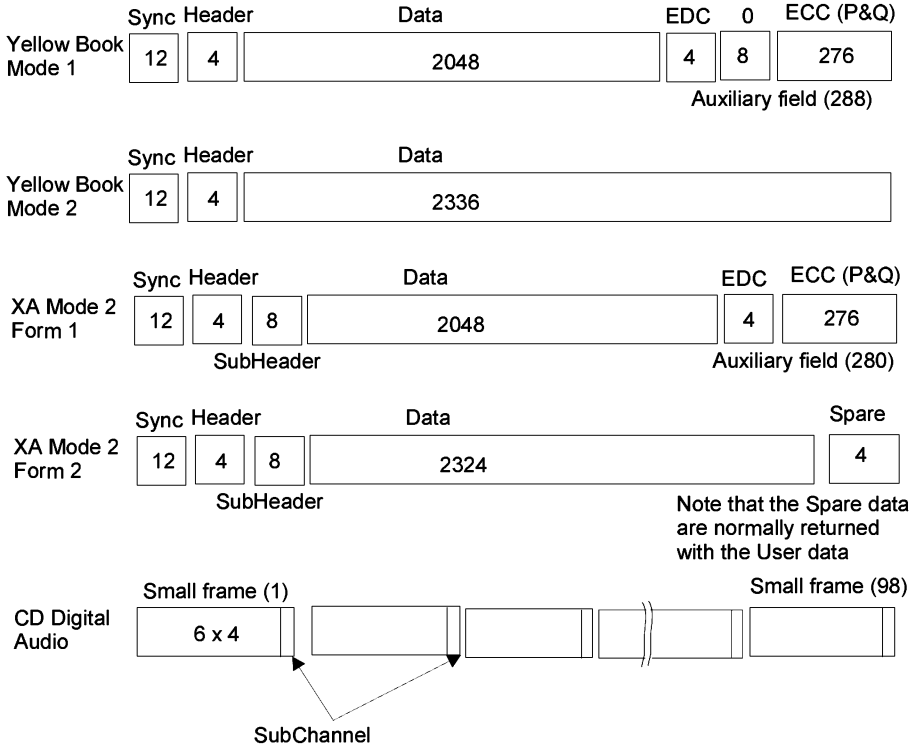 Sync Header Data EDC 0 ECC (P&Q)
Yellow Book
Mode 1
12 4 2048 4 8 276
Auxiliary field (288)
Sync Header Data
Yellow Book
Mode 2
12 4 2336
Sync Header Data EDC ECC (P&Q)
XA Mode 2
Form 1
12 4 8 2048 4 276
SubHeader Auxiliary field (280)
Sync Header Data Spare
XA Mode 2
Form 2
12 4 8 2324 4
SubHeader
Note that the Spare data
are normally returned
with the User data
Small frame (1) Small frame (98)
CD Digital
Audio
6 x 4
SubChannel